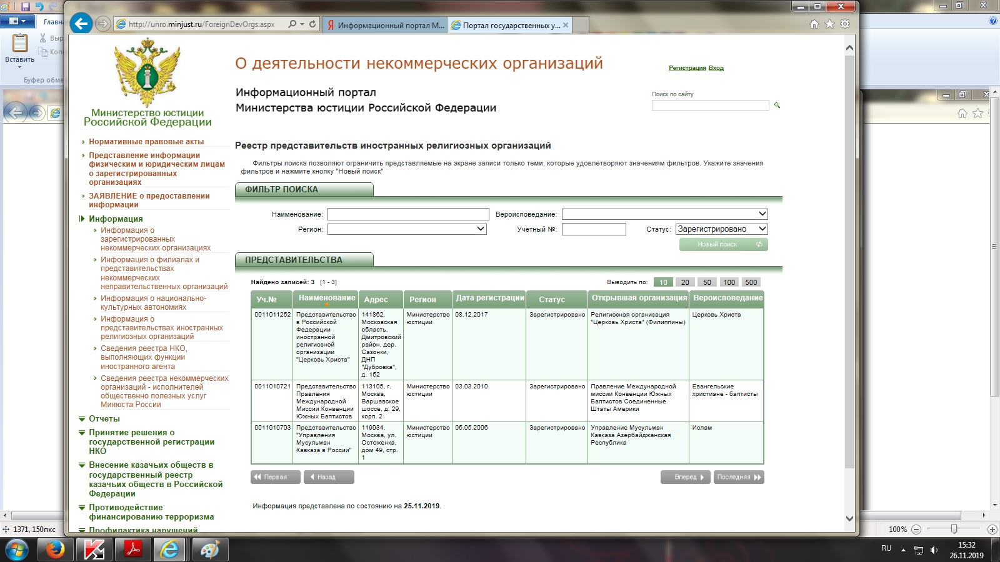 Главн
Вставить
Выр
Копи
Буфер обме
http://unro.minjust.ru/ForeignDevOrgs.aspx
Информационный портал М...
Портал государственных у...
Министерство юстиции
Российской Федерации
О деятельности некоммерческих организаций
Регистрация Вход
Информационный портал
Министерства юстиции Российской Федерации
Поиск по сайту
Нормативные правовые акты
Представление информации
физическим и юридическим лицам
о зарегистрированных
организациях
ЗАЯВЛЕНИЕ о предоставлении
информации
Информация
Информация о
зарегистрированных
некоммерческих организациях
Информация о филиалах и
представительствах
некоммерческих
неправительственных организаций
Информация о национально-
культурных автономиях
Информация о
представительствах иностранных
религиозных организаций
Сведения реестра НКО,
выполняющих функции
иностранного агента
Сведения реестра некоммерческих
организаций - исполнителей
общественно полезных услуг
Минюста России
Отчеты
Принятие решения о
государственной регистрации
НКО
Внесение казачьих обществ в
государственный реестр
казачьих обществ в Российской
Федерации
Противодействие
финансированию терроризма
Профилактика нарушений
Реестр представительств иностранных религиозных организаций
Фильтры поиска позволяют ограничить представляемые на экране записи только теми, которые удовлетворяют значениям фильтров. Укажите значения
фильтров и нажмите кнопку "Новый поиск"
ФИЛЬТР ПОИСКА
Наименование: Вероисповедание:
Регион: Учетный №: Статус: Зарегистрировано
Новый поиск
ПРЕДСТАВИТЕЛЬСТВА
Найдено записей: 3 [1 - 3] Выводить по: 10 20 50 100 500
Уч.№ Наименование Адрес Регион Дата регистрации Статус Открывшая организация Вероисповедание
0011011252 Представительство 141862, Министерство 08.12.2017 Зарегистрировано Религиозная организация Церковь Христа
в Российской Московская юстиции "Церковь Христа" (Филиппины)
Федерации область,
иностранной Дмитровский
религиозной район, дер.
организации Сазонки,
"Церковь Христа" ДНП
"Дубровка",
д. 152
0011010721 Представительство 113105, г. Министерство 03.03.2010 Зарегистрировано Правление Международной Евангельские
Правления Москва, юстиции миссии Конвенции Южных христиане - баптисты
Международной Варшавское Баптистов Соединенные
Миссии Конвенции шоссе, д. 29, Штаты Америки
Южных Баптистов корп. 2
0011010703 Представительство 119034, Министерство 05.05.2006 Зарегистрировано Управление Мусульман Ислам
"Управления Москва, ул. юстиции Кавказа Азербайджанская
Мусульман Остоженка, Республика
Кавказа в России" дом 49, стр.
1
Первая Назад Вперед Последняя
Информация представлена по состоянию на 25.11.2019.
1371, 150пкс
100%
RU
15:32
26.11.2019